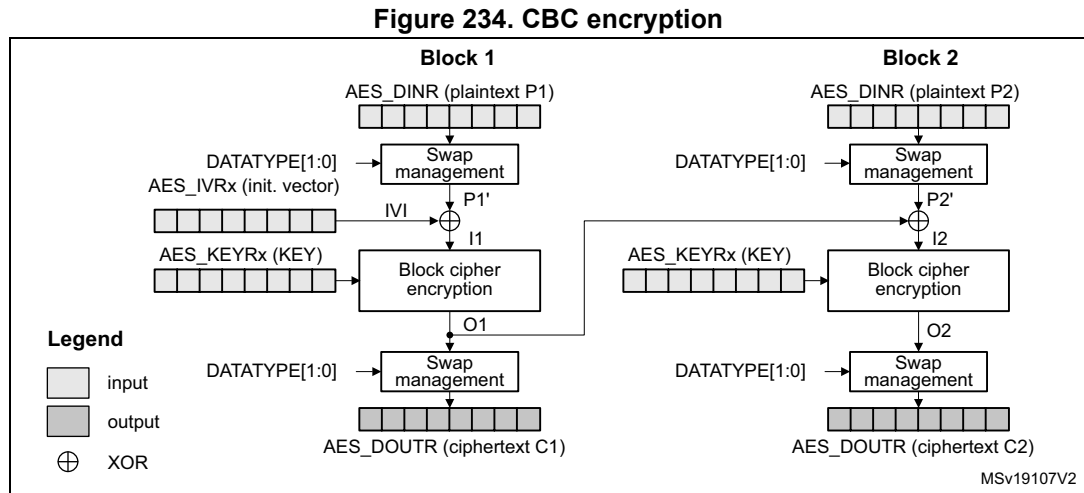 Figure 234. CBC encryption
Block 1
AES_DINR (plaintext P1)
DATATYPE[1:0]
Swap
management
AES_IVRx (init. vector)
P1'
IVI
I1
AES_KEYRx (KEY)
Block cipher
encryption
O1
DATATYPE[1:0]
Swap
management
AES_DOUTR (ciphertext C1)
Block 2
AES_DINR (plaintext P2)
DATATYPE[1:0]
Swap
management
P2'
I2
AES_KEYRx (KEY)
Block cipher
encryption
O2
DATATYPE[1:0]
Swap
management
AES_DOUTR (ciphertext C2)
Legend
input
output
XOR
MSv19107V2